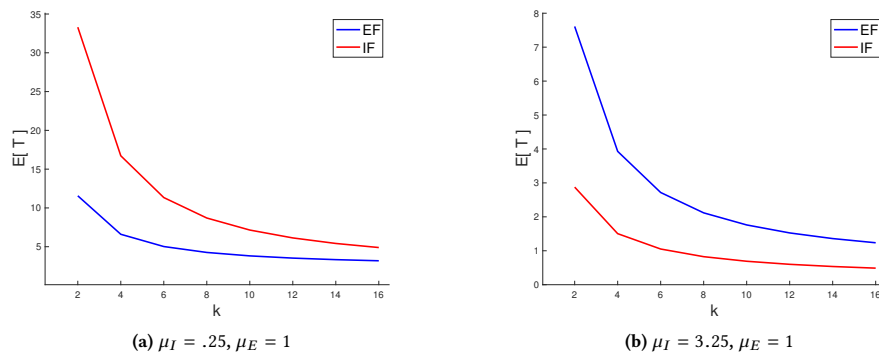 35
30
25
20
15
10
5
E[ T ]
2 4 6 8 10 12 14 16
k
EF
IF
(a) μI = .25, μE = 1
8
7
6
5
4
3
2
1
0
E[ T ]
2 4 6 8 10 12 14 16
k
EF
IF
(b) μI = 3.25, μE = 1